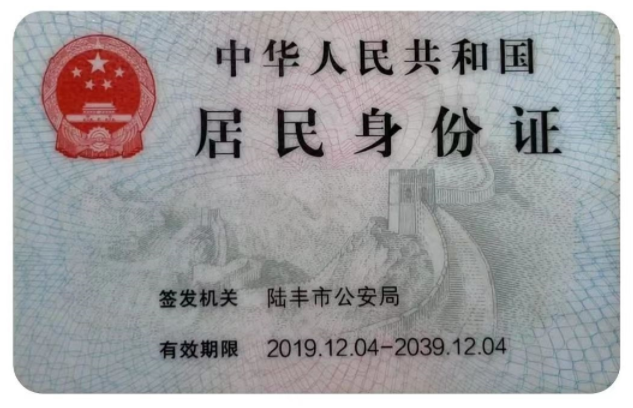 中华人民共和国
居民身份证
签发机关 陆丰市公安局
有效期限 2019.12.04-2039.12.04